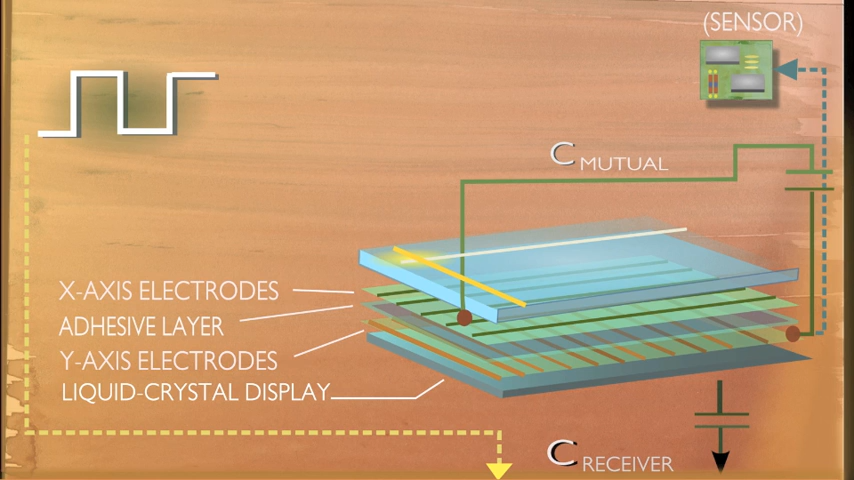 (SENSOR)
C MUTUAL
X-AXIS ELECTRODES
ADHESIVE LAYER
Y-AXIS ELECTRODES
LIQUID-CRYSTAL DISPLAY
C RECEIVER